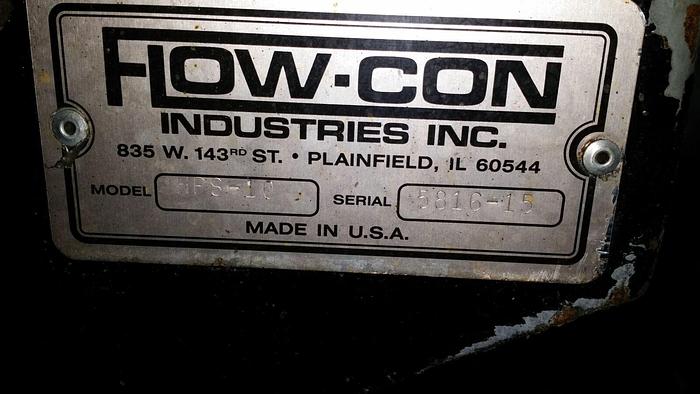 FLOW-CON
INDUSTRIES INC.
835 W. 143RD ST. • PLAINFIELD, IL 60544
MODEL SERIAL 5816-15
MADE IN U.S.A.